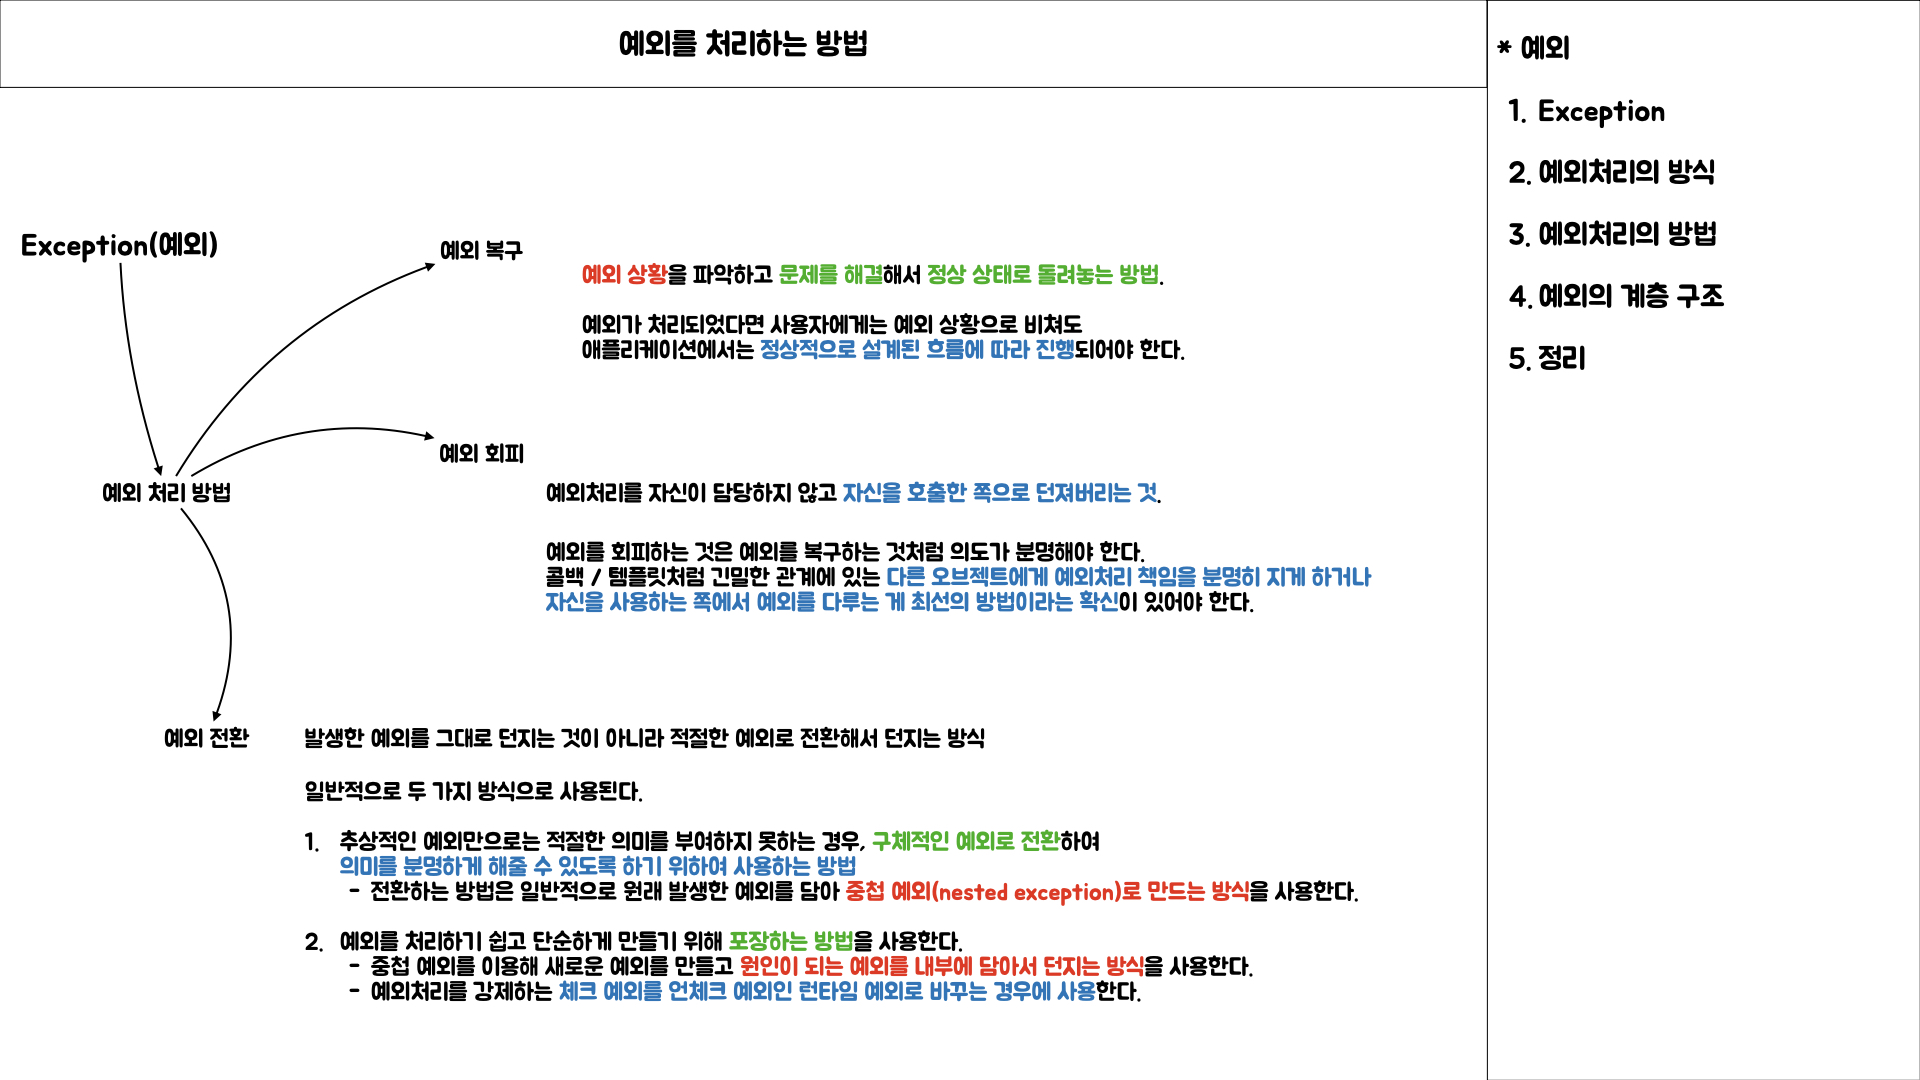 예외를 처리하는 방법
Exception(예외)
예외 처리 방법
예외 복구
예외 상황을 파악하고 문제를 해결해서 정상 상태로 돌려놓는 방법.
예외가 처리되었다면 사용자에게는 예외 상황으로 비쳐도
애플리케이션에서는 정상적으로 설계된 흐름에 따라 진행되어야 한다.
예외 회피
예외처리를 자신이 담당하지 않고 자신을 호출한 쪽으로 던져버리는 것.
예외를 회피하는 것은 예외를 복구하는 것처럼 의도가 분명해야 한다.
콜백 / 템플릿처럼 긴밀한 관계에 있는 다른 오브젝트에게 예외처리 책임을 분명히 지게 하거나
자신을 사용하는 쪽에서 예외를 다루는 게 최선의 방법이라는 확신이 있어야 한다.
예외 전환
발생한 예외를 그대로 던지는 것이 아니라 적절한 예외로 전환해서 던지는 방식
일반적으로 두 가지 방식으로 사용된다.
1. 추상적인 예외만으로는 적절한 의미를 부여하지 못하는 경우, 구체적인 예외로 전환하여
의미를 분명하게 해줄 수 있도록 하기 위하여 사용하는 방법
- 전환하는 방법은 일반적으로 원래 발생한 예외를 담아 중첩 예외(nested exception)로 만드는 방식을 사용한다.
2. 예외를 처리하기 쉽고 단순하게 만들기 위해 포장하는 방법을 사용한다.
- 중첩 예외를 이용해 새로운 예외를 만들고 원인이 되는 예외를 내부에 담아서 던지는 방식을 사용한다.
- 예외처리를 강제하는 체크 예외를 언체크 예외인 런타임 예외로 바꾸는 경우에 사용한다.
* 예외
1. Exception
2. 예외처리의 방식
3. 예외처리의 방법
4. 예외의 계층 구조
5. 정리